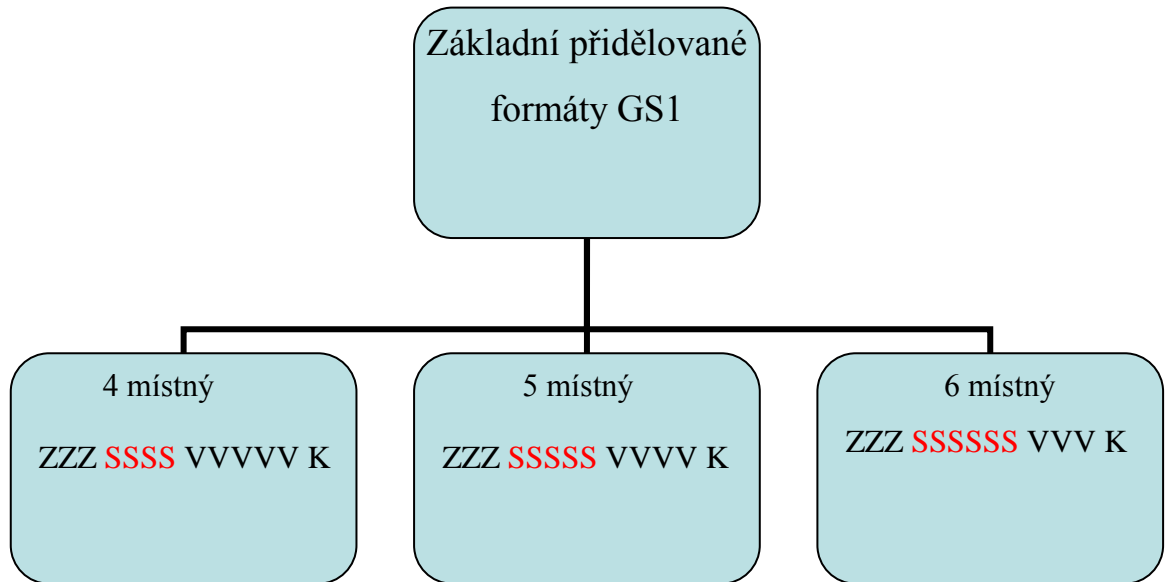 Základní přidělované
formáty GS1
4 místný
ZZZ SSSS VVVVV K
5 místný
ZZZ SSSSS VVVV K
6 místný
ZZZ SSSSSS VVV K